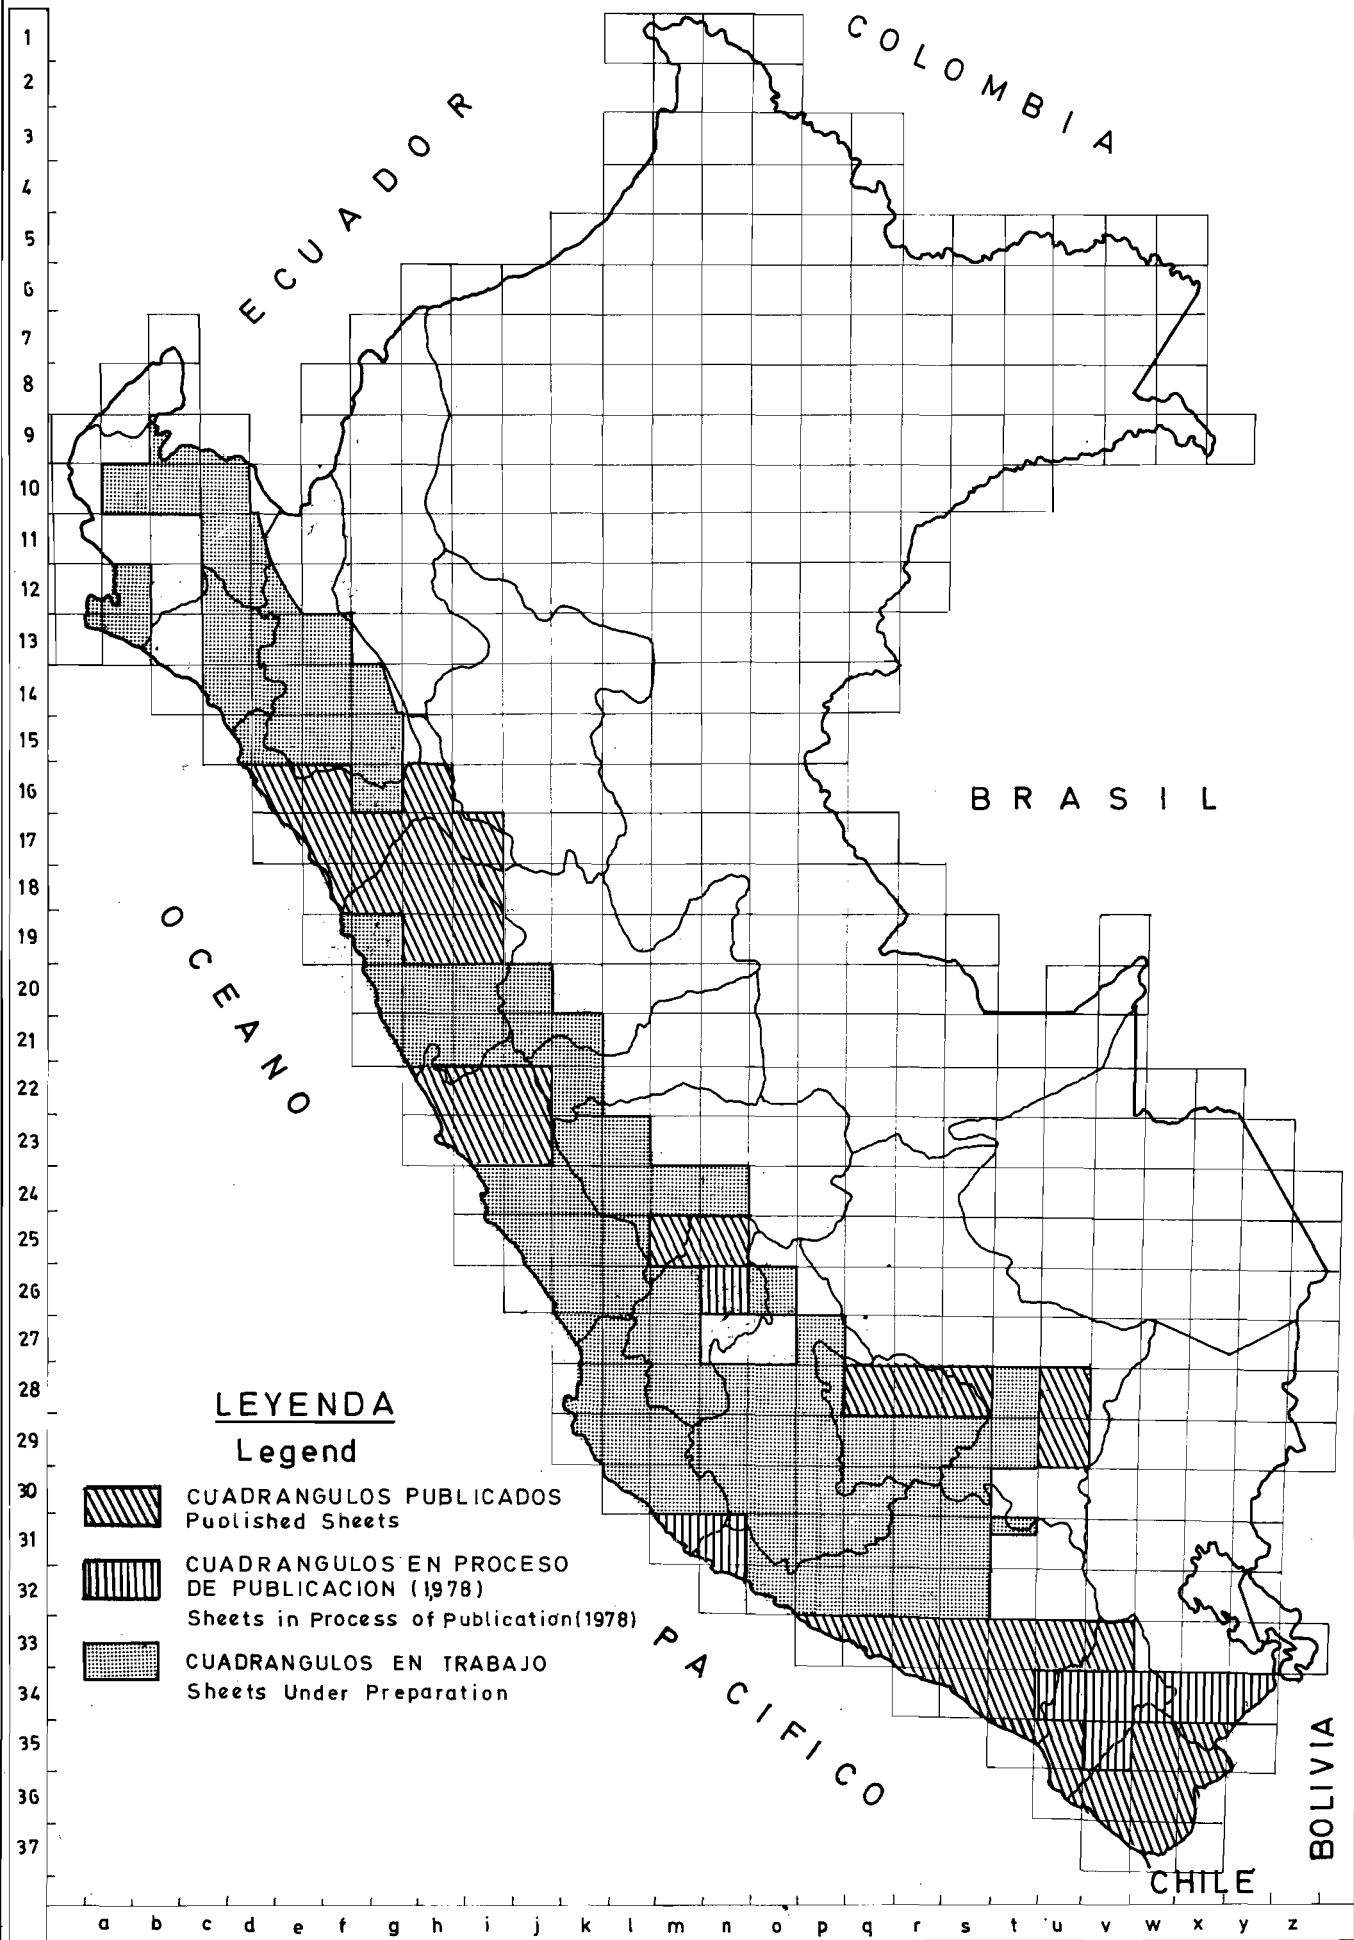 COLOMBIA
ECUADOR
BRASIL
OCEANO
PACIFICO
BOLIVIA
CHILE
LEYENDA
Legend
CUADRANGULOS PUBLICADOS
Puolished Sheets
CUADRANGULOS EN PROCESO
DE PUBLICACION (1978)
Sheets in Process of Publication (1978)
CUADRANGULOS EN TRABAJO
Sheets Under Preparation
1
2
3
4
5
6
7
8
9
10
11
12
13
14
15
16
17
18
19
20
21
22
23
24
25
26
27
28
29
30
31
32
33
34
35
36
37
a b c d e f g h i j k l m n o p q r s t u v w x y z